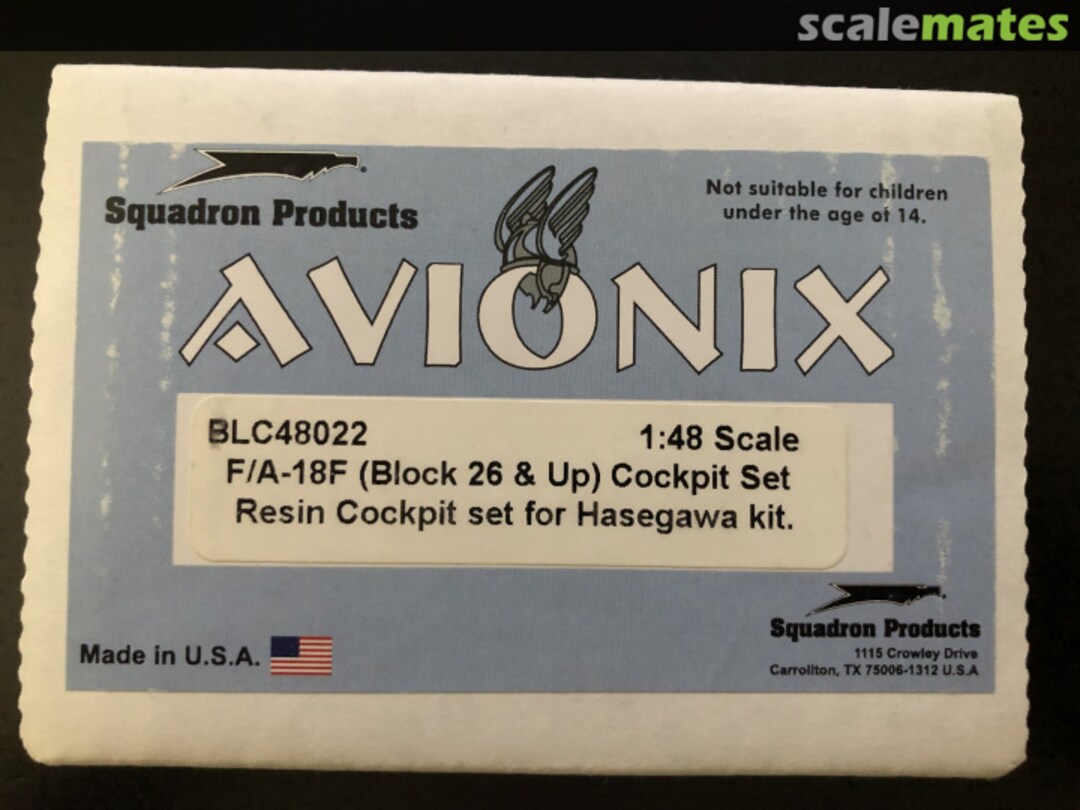 scalemates
Squadron Products
Not suitable for children
under the age of 14.
AVIONIX
BLC48022 1:48 Scale
F/A-18F (Block 26 & Up) Cockpit Set
Resin Cockpit set for Hasegawa kit.
Made in U.S.A.
Squadron Products
1115 Crowley Drive
Carrollton, TX 75006-1312 U.S.A